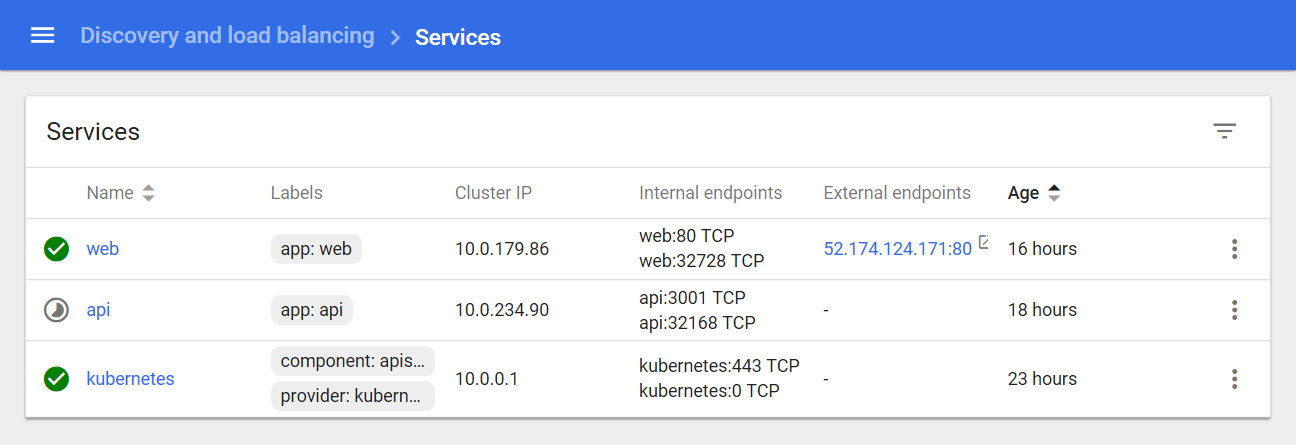 Discovery and load balancing > Services
Services
Name Labels Cluster IP Internal endpoints External endpoints Age
web app: web 10.0.179.86 web:80 TCP 52.174.124.171:80 16 hours
web:32728 TCP
api app: api 10.0.234.90 api:3001 TCP - 18 hours
api:32168 TCP
kubernetes component: apis... 10.0.0.1 kubernetes:443 TCP - 23 hours
provider: kubern... kubernetes:0 TCP